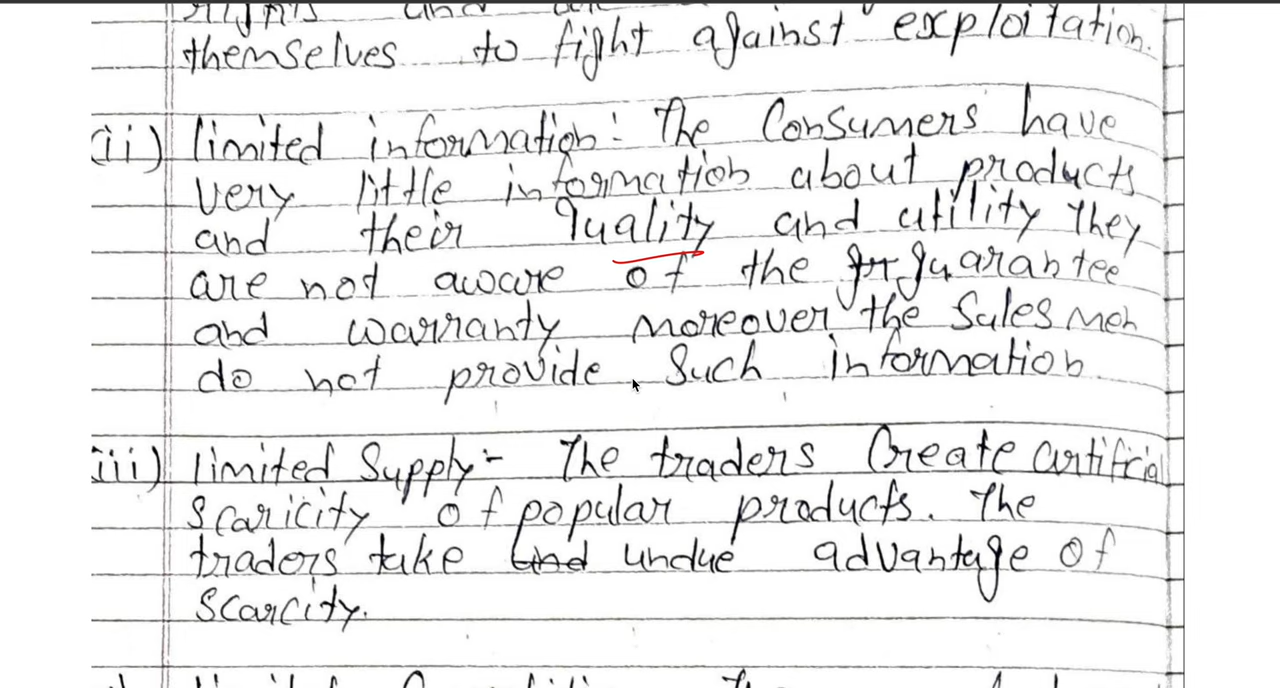 themselves to fight against exploitation.
(ii) limited information: The Consumers have
very little information about products
and their quality and utility They
are not aware of the guarantee
and warranty moreover the Sales men
do not provide Such information
(iii) limited Supply:- The traders Create artificial
Scaricity of popular products. The
traders take undue advantage of
Scarcity.